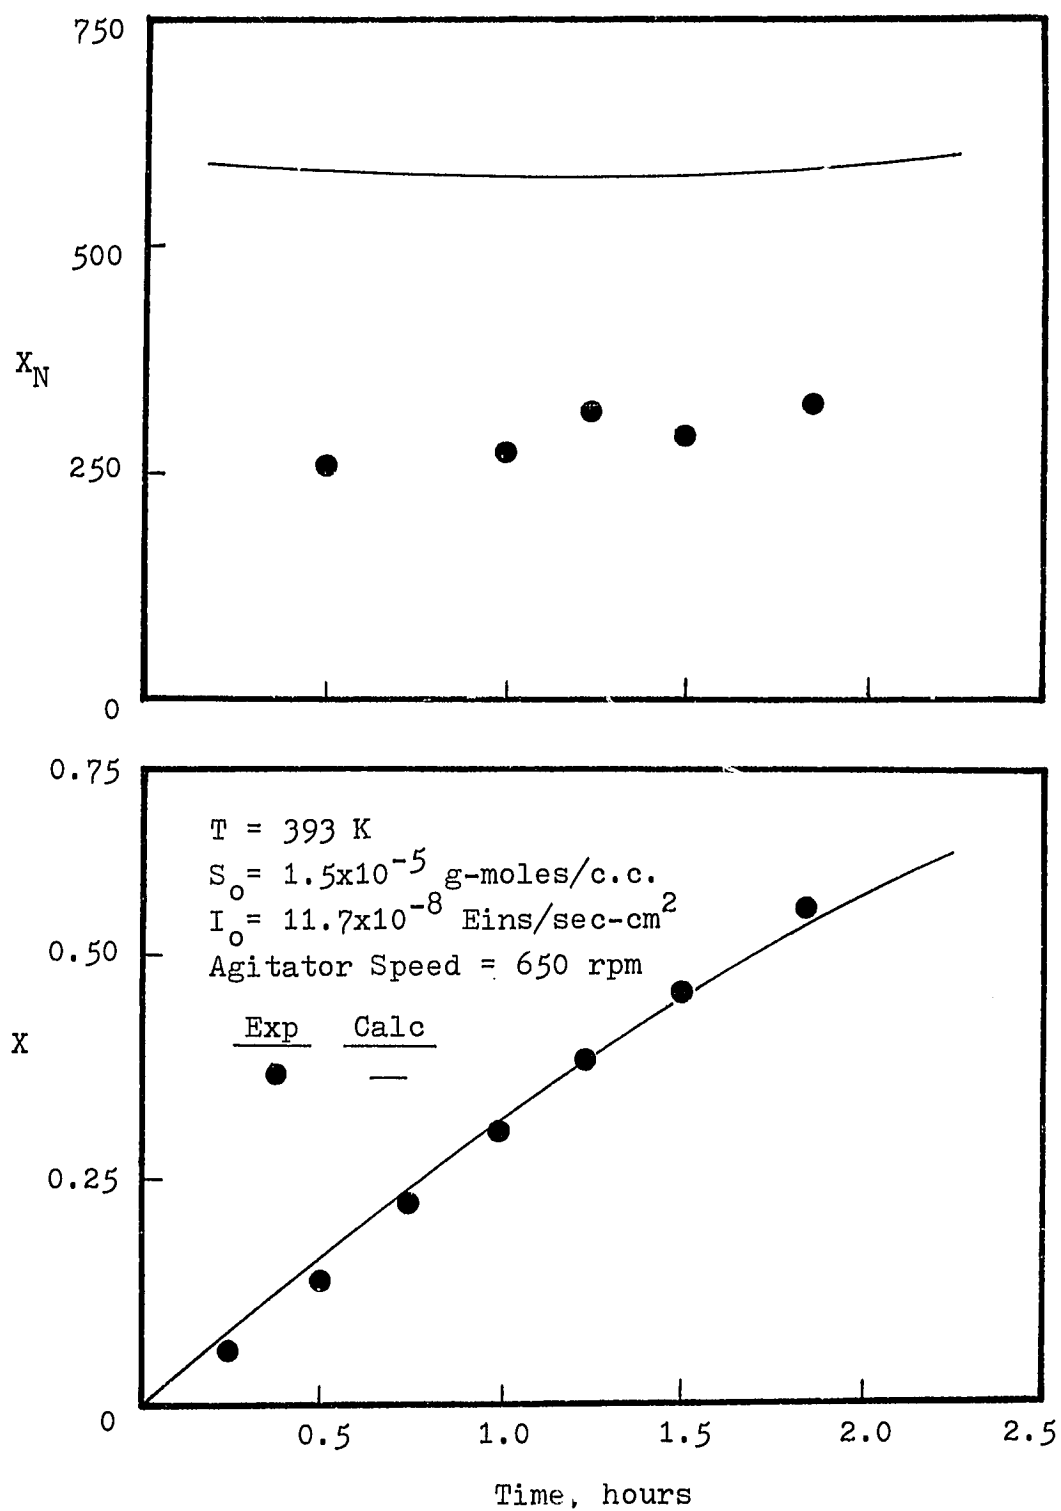 750
500
X_N
250
0
0.75
T = 393 K
S_o = 1.5x10^-5 g-moles/c.c.
I_o = 11.7x10^-8 Eins/sec-cm^2
Agitator Speed = 650 rpm
0.50
Exp Calc
X
0.25
0
0.5 1.0 1.5 2.0 2.5
Time, hours